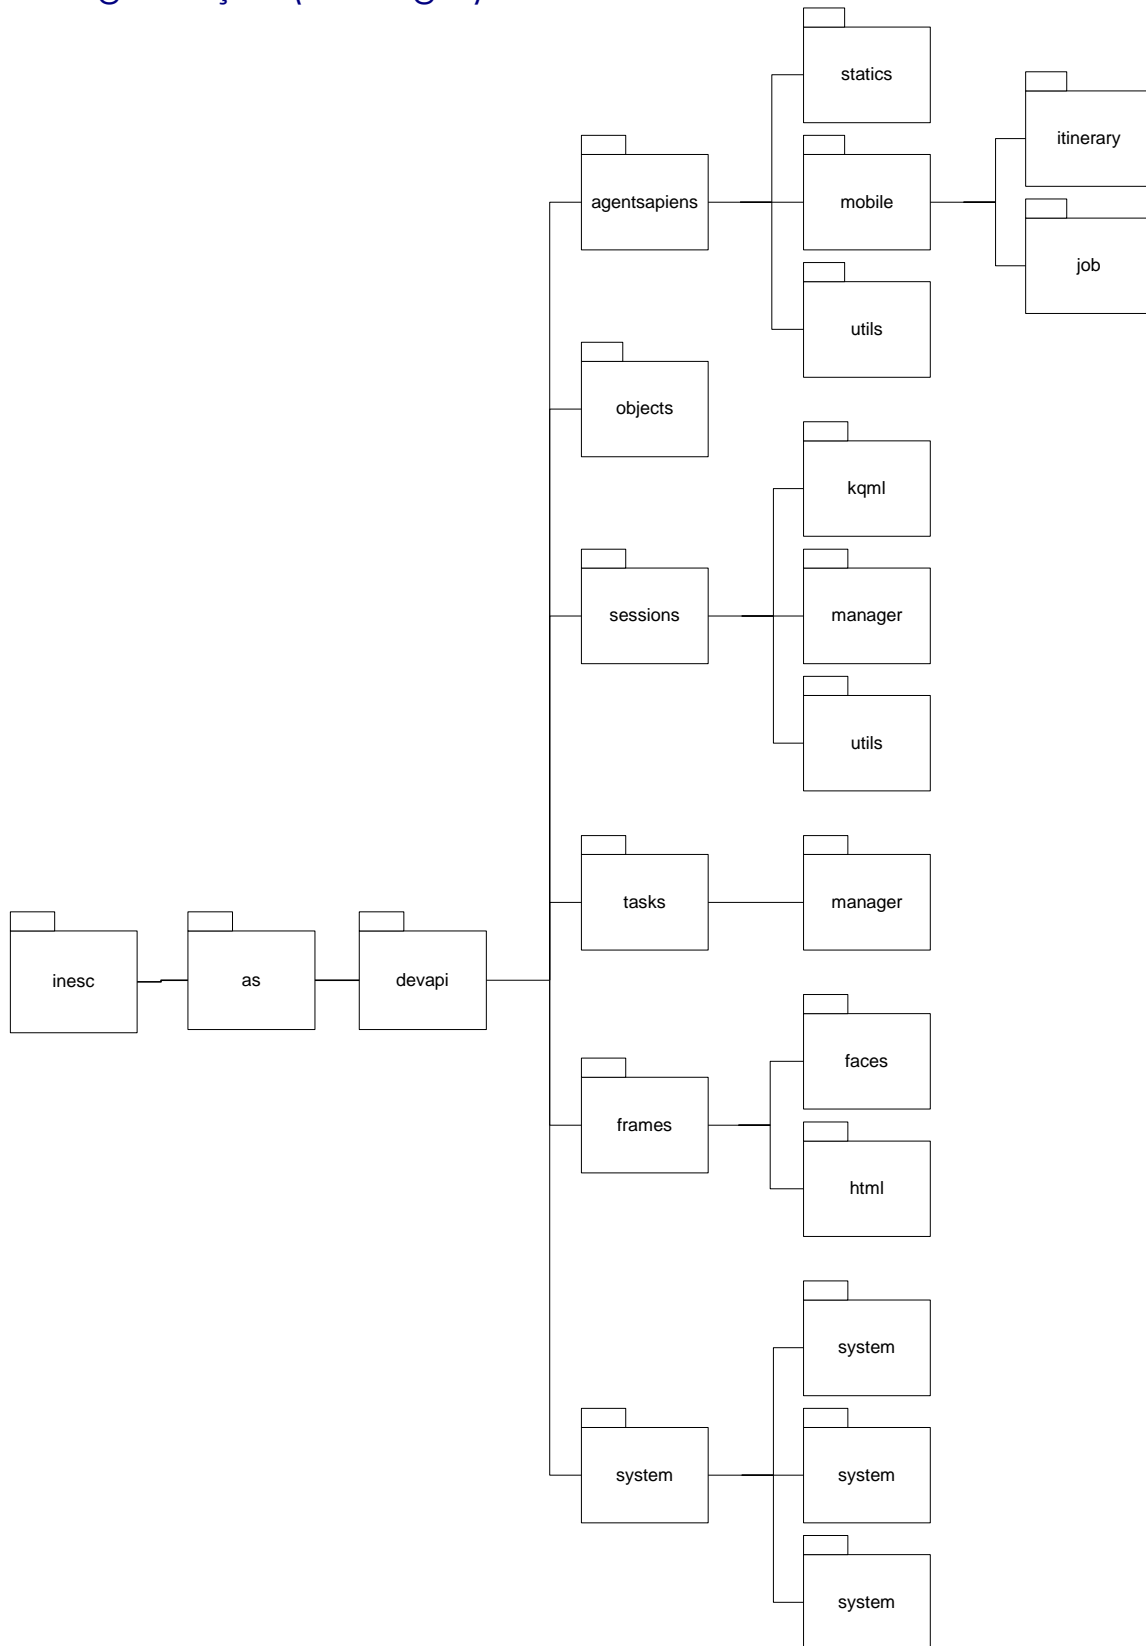 statics
itinerary
agentsapiens
mobile
job
utils
objects
kqml
sessions
manager
utils
tasks
manager
inesc
as
devapi
faces
frames
html
system
system
system
system